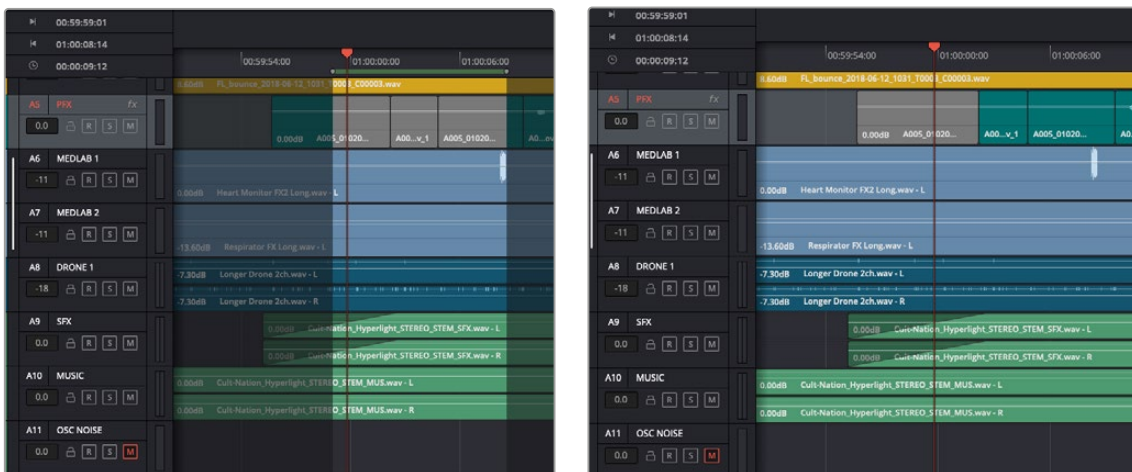 00:59:59:01
01:00:08:14
00:00:09:12
00:59:54:00 01:00:00:00 01:00:06:00
8.60dB FL_bounce_2018-06-12_1031_T0003_C00003.wav
A5 PFX fx
0.0 R S M
0.00dB A005_01020... A00...v_1 A005_01020...
A6 MEDLAB 1
-11 R S M
0.00dB Heart Monitor FX2 Long.wav - L
A7 MEDLAB 2
-11 R S M
-13.60dB Respirator FX Long.wav - L
A8 DRONE 1
-18 R S M
-7.30dB Longer Drone 2ch.wav - L
-7.30dB Longer Drone 2ch.wav - R
A9 SFX
0.0 R S M
0.00dB Cult-Nation_Hyperlight_STEREO_STEM_SFX.wav - L
0.00dB Cult-Nation_Hyperlight_STEREO_STEM_SFX.wav - R
A10 MUSIC
0.0 R S M
0.00dB Cult-Nation_Hyperlight_STEREO_STEM_MUS.wav - L
0.00dB Cult-Nation_Hyperlight_STEREO_STEM_MUS.wav - R
A11 OSC NOISE
0.0 R S M
00:59:59:01
01:00:08:14
00:00:09:12
00:59:54:00 01:00:00:00 01:00:06:00
8.60dB FL_bounce_2018-06-12_1031_T0003_C00003.wav
A5 PFX fx
0.0 R S M
0.00dB A005_01020... A00...v_1 A005_01020... A0
A6 MEDLAB 1
-11 R S M
0.00dB Heart Monitor FX2 Long.wav - L
A7 MEDLAB 2
-11 R S M
-13.60dB Respirator FX Long.wav - L
A8 DRONE 1
-18 R S M
-7.30dB Longer Drone 2ch.wav - L
-7.30dB Longer Drone 2ch.wav - R
A9 SFX
0.0 R S M
0.00dB Cult-Nation_Hyperlight_STEREO_STEM_SFX.wav - L
0.00dB Cult-Nation_Hyperlight_STEREO_STEM_SFX.wav - R
A10 MUSIC
0.0 R S M
0.00dB Cult-Nation_Hyperlight_STEREO_STEM_MUS.wav - L
0.00dB Cult-Nation_Hyperlight_STEREO_STEM_MUS.wav - R
A11 OSC NOISE
0.0 R S M